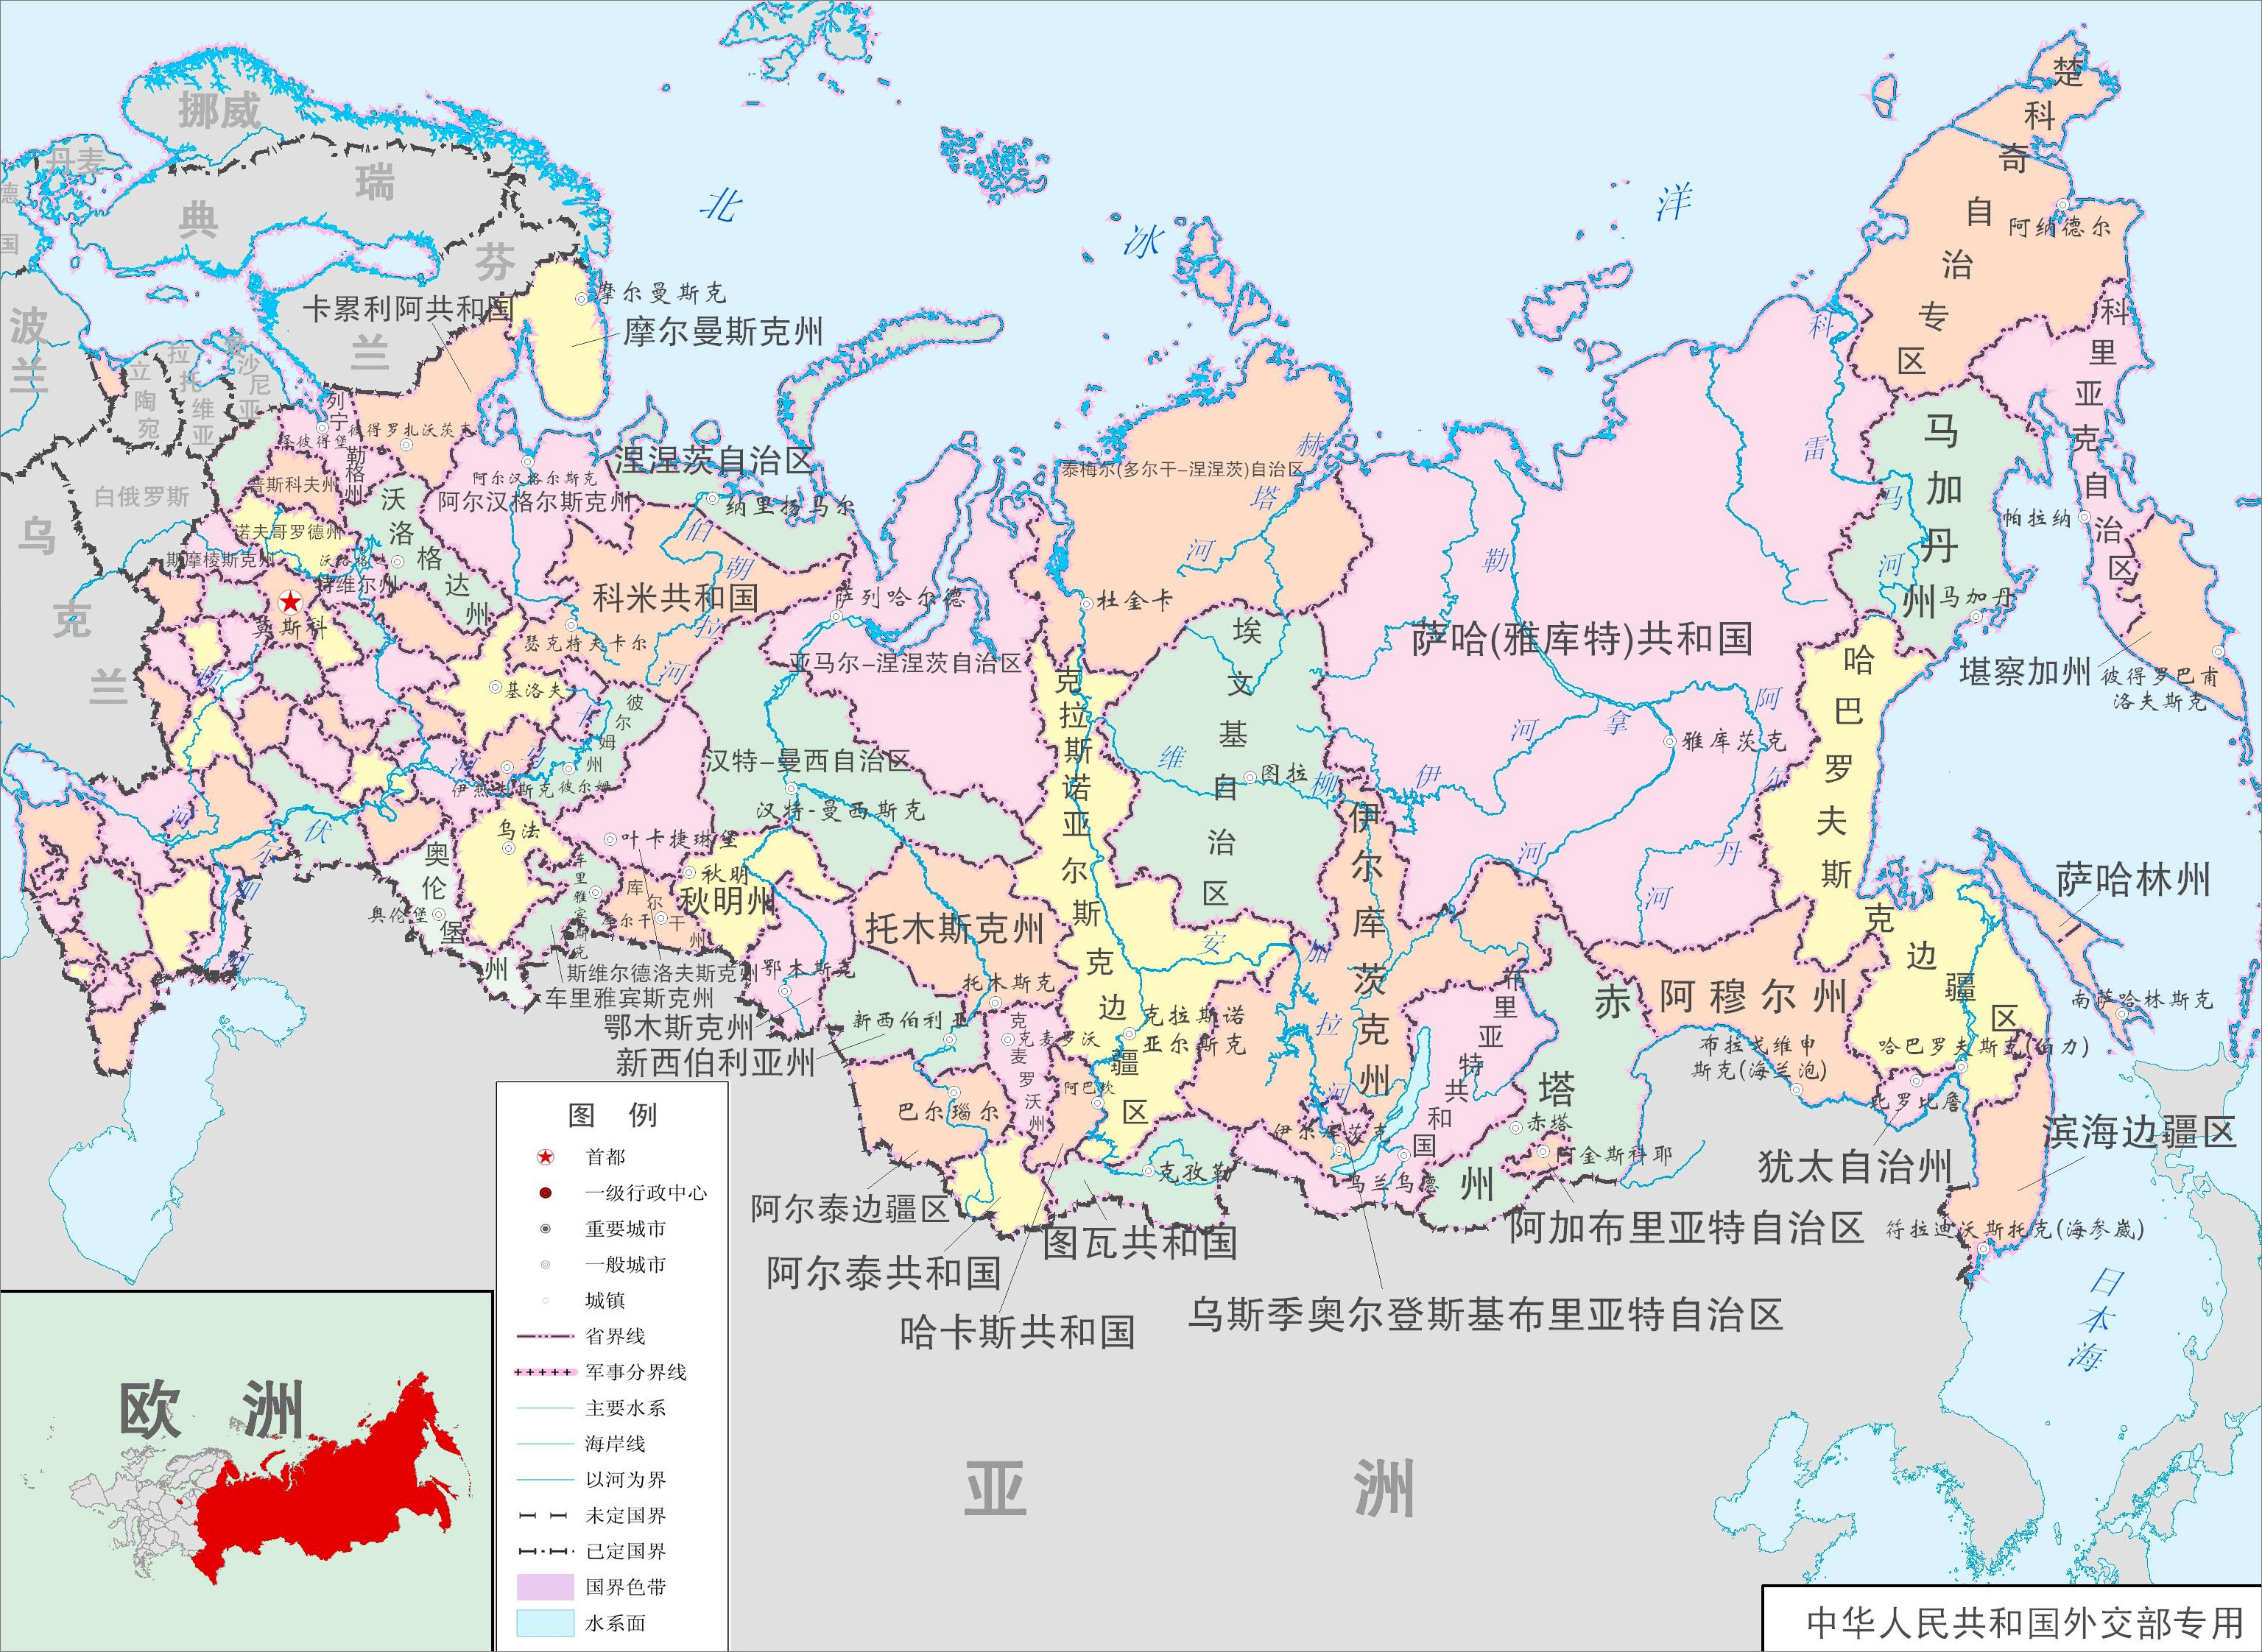 挪威
丹麦
德
国
瑞
典
芬
兰
波
兰
立
陶
宛
拉
托
维
亚
爱
沙
尼
亚
白俄罗斯
乌
克
兰
北
冰
洋
卡累利阿共和国
摩尔曼斯克
摩尔曼斯克州
列
宁
格
勒
州
圣彼得堡
彼得罗扎沃茨克
普斯科夫州
诺夫哥罗德州
斯摩棱斯克州
特维尔州
莫斯科
沃
洛
格
达
州
沃洛格达
阿尔汉格尔斯克
阿尔汉格尔斯克州
涅涅茨自治区
纳里扬马尔
伯
朝
拉
河
科米共和国
瑟克特夫卡尔
基洛夫
卡
马
河
彼
尔
姆
州
彼尔姆
伊热夫斯克
顿
河
伏
尔
加
河
乌法
奥
伦
堡
州
奥伦堡
车
里
雅
宾
斯
克
叶卡捷琳堡
库
尔
干
州
库尔干
斯维尔德洛夫斯克州
车里雅宾斯克州
鄂木斯克州
新西伯利亚州
秋明
秋明州
鄂木斯克
新西伯利亚
萨列哈尔德
亚马尔-涅涅茨自治区
汉特-曼西自治区
汉特-曼西斯克
托木斯克州
托木斯克
克
麦
罗
沃
州
克麦罗沃
巴尔瑙尔
阿尔泰边疆区
阿尔泰共和国
哈卡斯共和国
阿巴坎
图瓦共和国
克孜勒
泰梅尔(多尔干-涅涅茨)自治区
杜金卡
赫
塔
河
克
拉
斯
诺
亚
尔
斯
克
边
疆
区
克拉斯诺
亚尔斯克
埃
文
基
自
治
区
图拉
维
柳
伊
河
安
加
拉
河
伊
尔
库
茨
克
州
伊尔库茨克
乌斯季奥尔登斯基布里亚特自治区
布
里
亚
特
共
和
国
乌兰乌德
赤
塔
州
赤塔
阿金斯科耶
阿加布里亚特自治区
萨哈(雅库特)共和国
雅库茨克
勒
拿
河
阿
尔
丹
河
科
雷
马
河
楚
科
奇
自
治
专
区
阿纳德尔
科
里
亚
克
自
治
区
帕拉纳
马
加
丹
州
马加丹
堪察加州
彼得罗巴甫
洛夫斯克
哈
巴
罗
夫
斯
克
边
疆
区
哈巴罗夫斯克(伯力)
阿穆尔州
布拉戈维申
斯克(海兰泡)
比罗比詹
犹太自治州
萨哈林州
南萨哈林斯克
滨海边疆区
符拉迪沃斯托克(海参崴)
日
本
海
亚
洲
图 例
首都
一级行政中心
重要城市
一般城市
城镇
省界线
军事分界线
主要水系
海岸线
以河为界
未定国界
已定国界
国界色带
水系面
欧 洲
中华人民共和国外交部专用